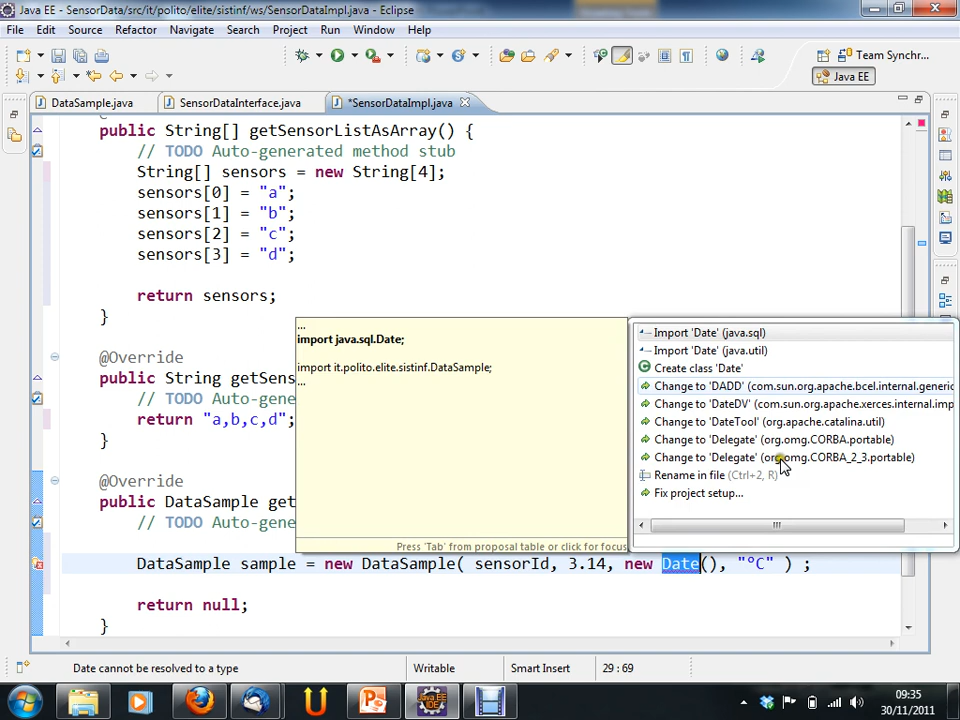 Java EE - SensorData/src/it/polito/elite/sistinf/ws/SensorDataImpl.java - Eclipse
File Edit Source Refactor Navigate Search Project Run Window Help
Team Synchr...
Java EE
DataSample.java SensorDataInterface.java *SensorDataImpl.java
public String[] getSensorListAsArray() {
// TODO Auto-generated method stub
String[] sensors = new String[4];
sensors[0] = "a";
sensors[1] = "b";
sensors[2] = "c";
sensors[3] = "d";
return sensors;
}
@Override
public String getSens
// TODO Auto-gene
return "a,b,c,d";
}
@Override
public DataSample get
// TODO Auto-gene
DataSample sample = new DataSample( sensorId, 3.14, new Date(), "°C" ) ;
return null;
}
...
import java.sql.Date;
import it.polito.elite.sistinf.DataSample;
...
Press 'Tab' from proposal table or click for focus
Import 'Date' (java.sql)
Import 'Date' (java.util)
Create class 'Date'
Change to 'DADD' (com.sun.org.apache.bcel.internal.generic
Change to 'DateDV' (com.sun.org.apache.xerces.internal.imp
Change to 'DateTool' (org.apache.catalina.util)
Change to 'Delegate' (org.omg.CORBA.portable)
Change to 'Delegate' (org.omg.CORBA_2_3.portable)
Rename in file (Ctrl+2, R)
Fix project setup...
Date cannot be resolved to a type Writable Smart Insert 29 : 69
09:35
30/11/2011